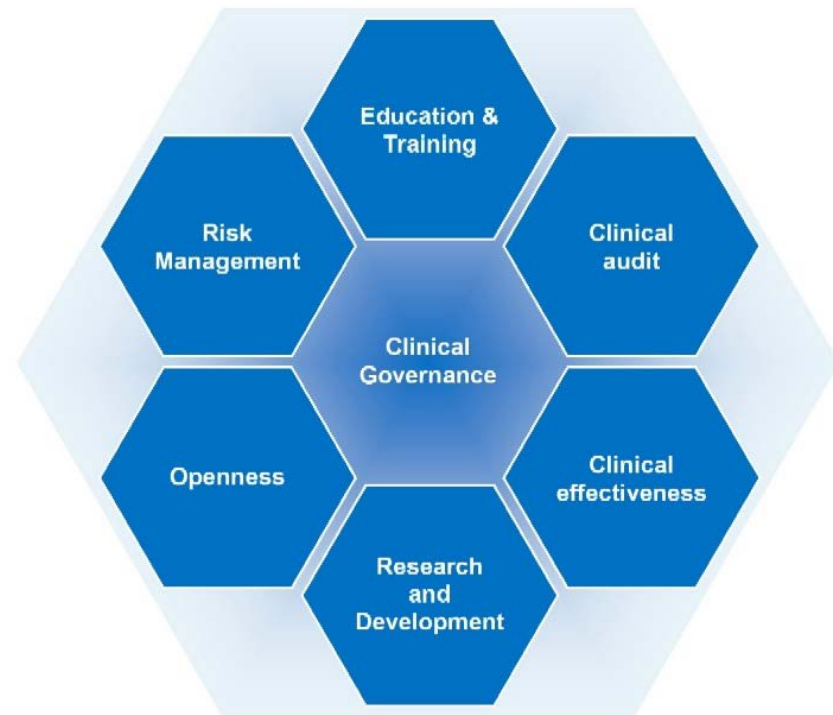 Education &
Training
Risk
Management
Clinical
audit
Clinical
Governance
Openness
Clinical
effectiveness
Research
and
Development